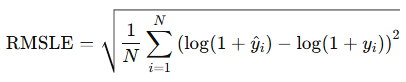 RMSLE = √(1/N ∑_{i=1}^{N} (log(1 + ŷ_i) − log(1 + y_i))²)